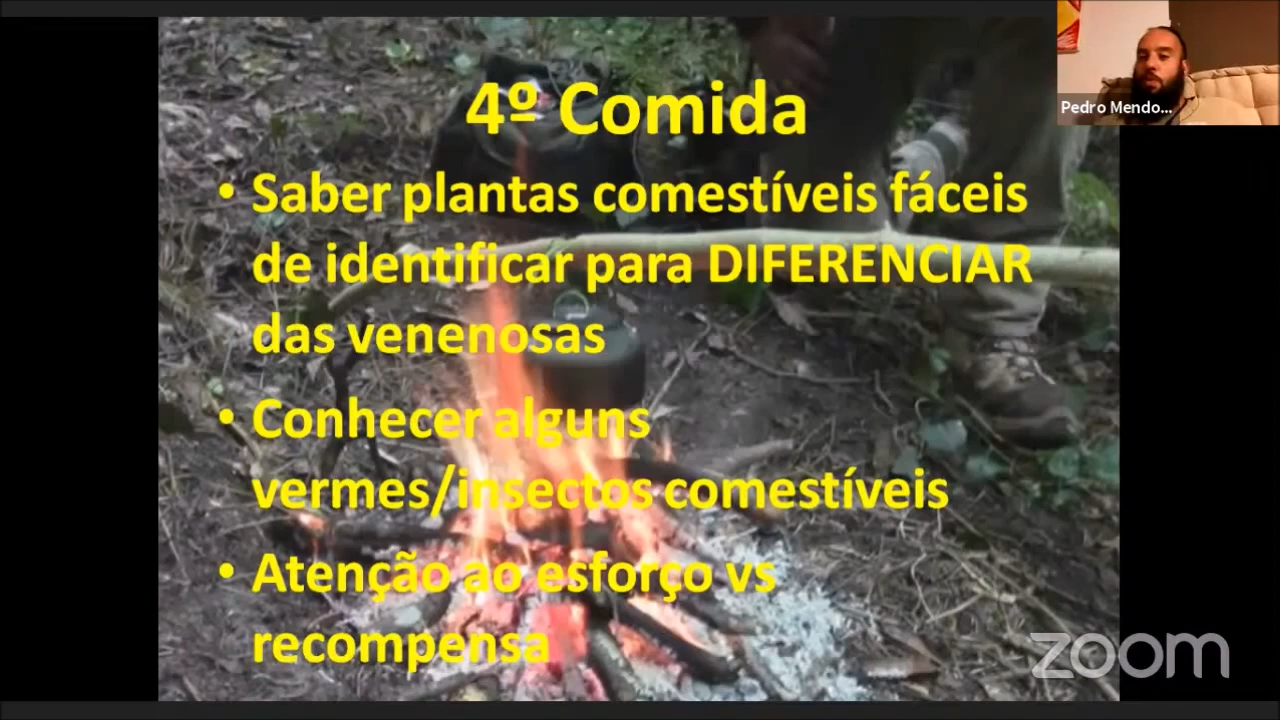 4º Comida
• Saber plantas comestíveis fáceis
de identificar para DIFERENCIAR
das venenosas
• Conhecer alguns
vermes/insectos comestíveis
• Atenção ao esforço vs
recompensa
Pedro Mendo...
zoom